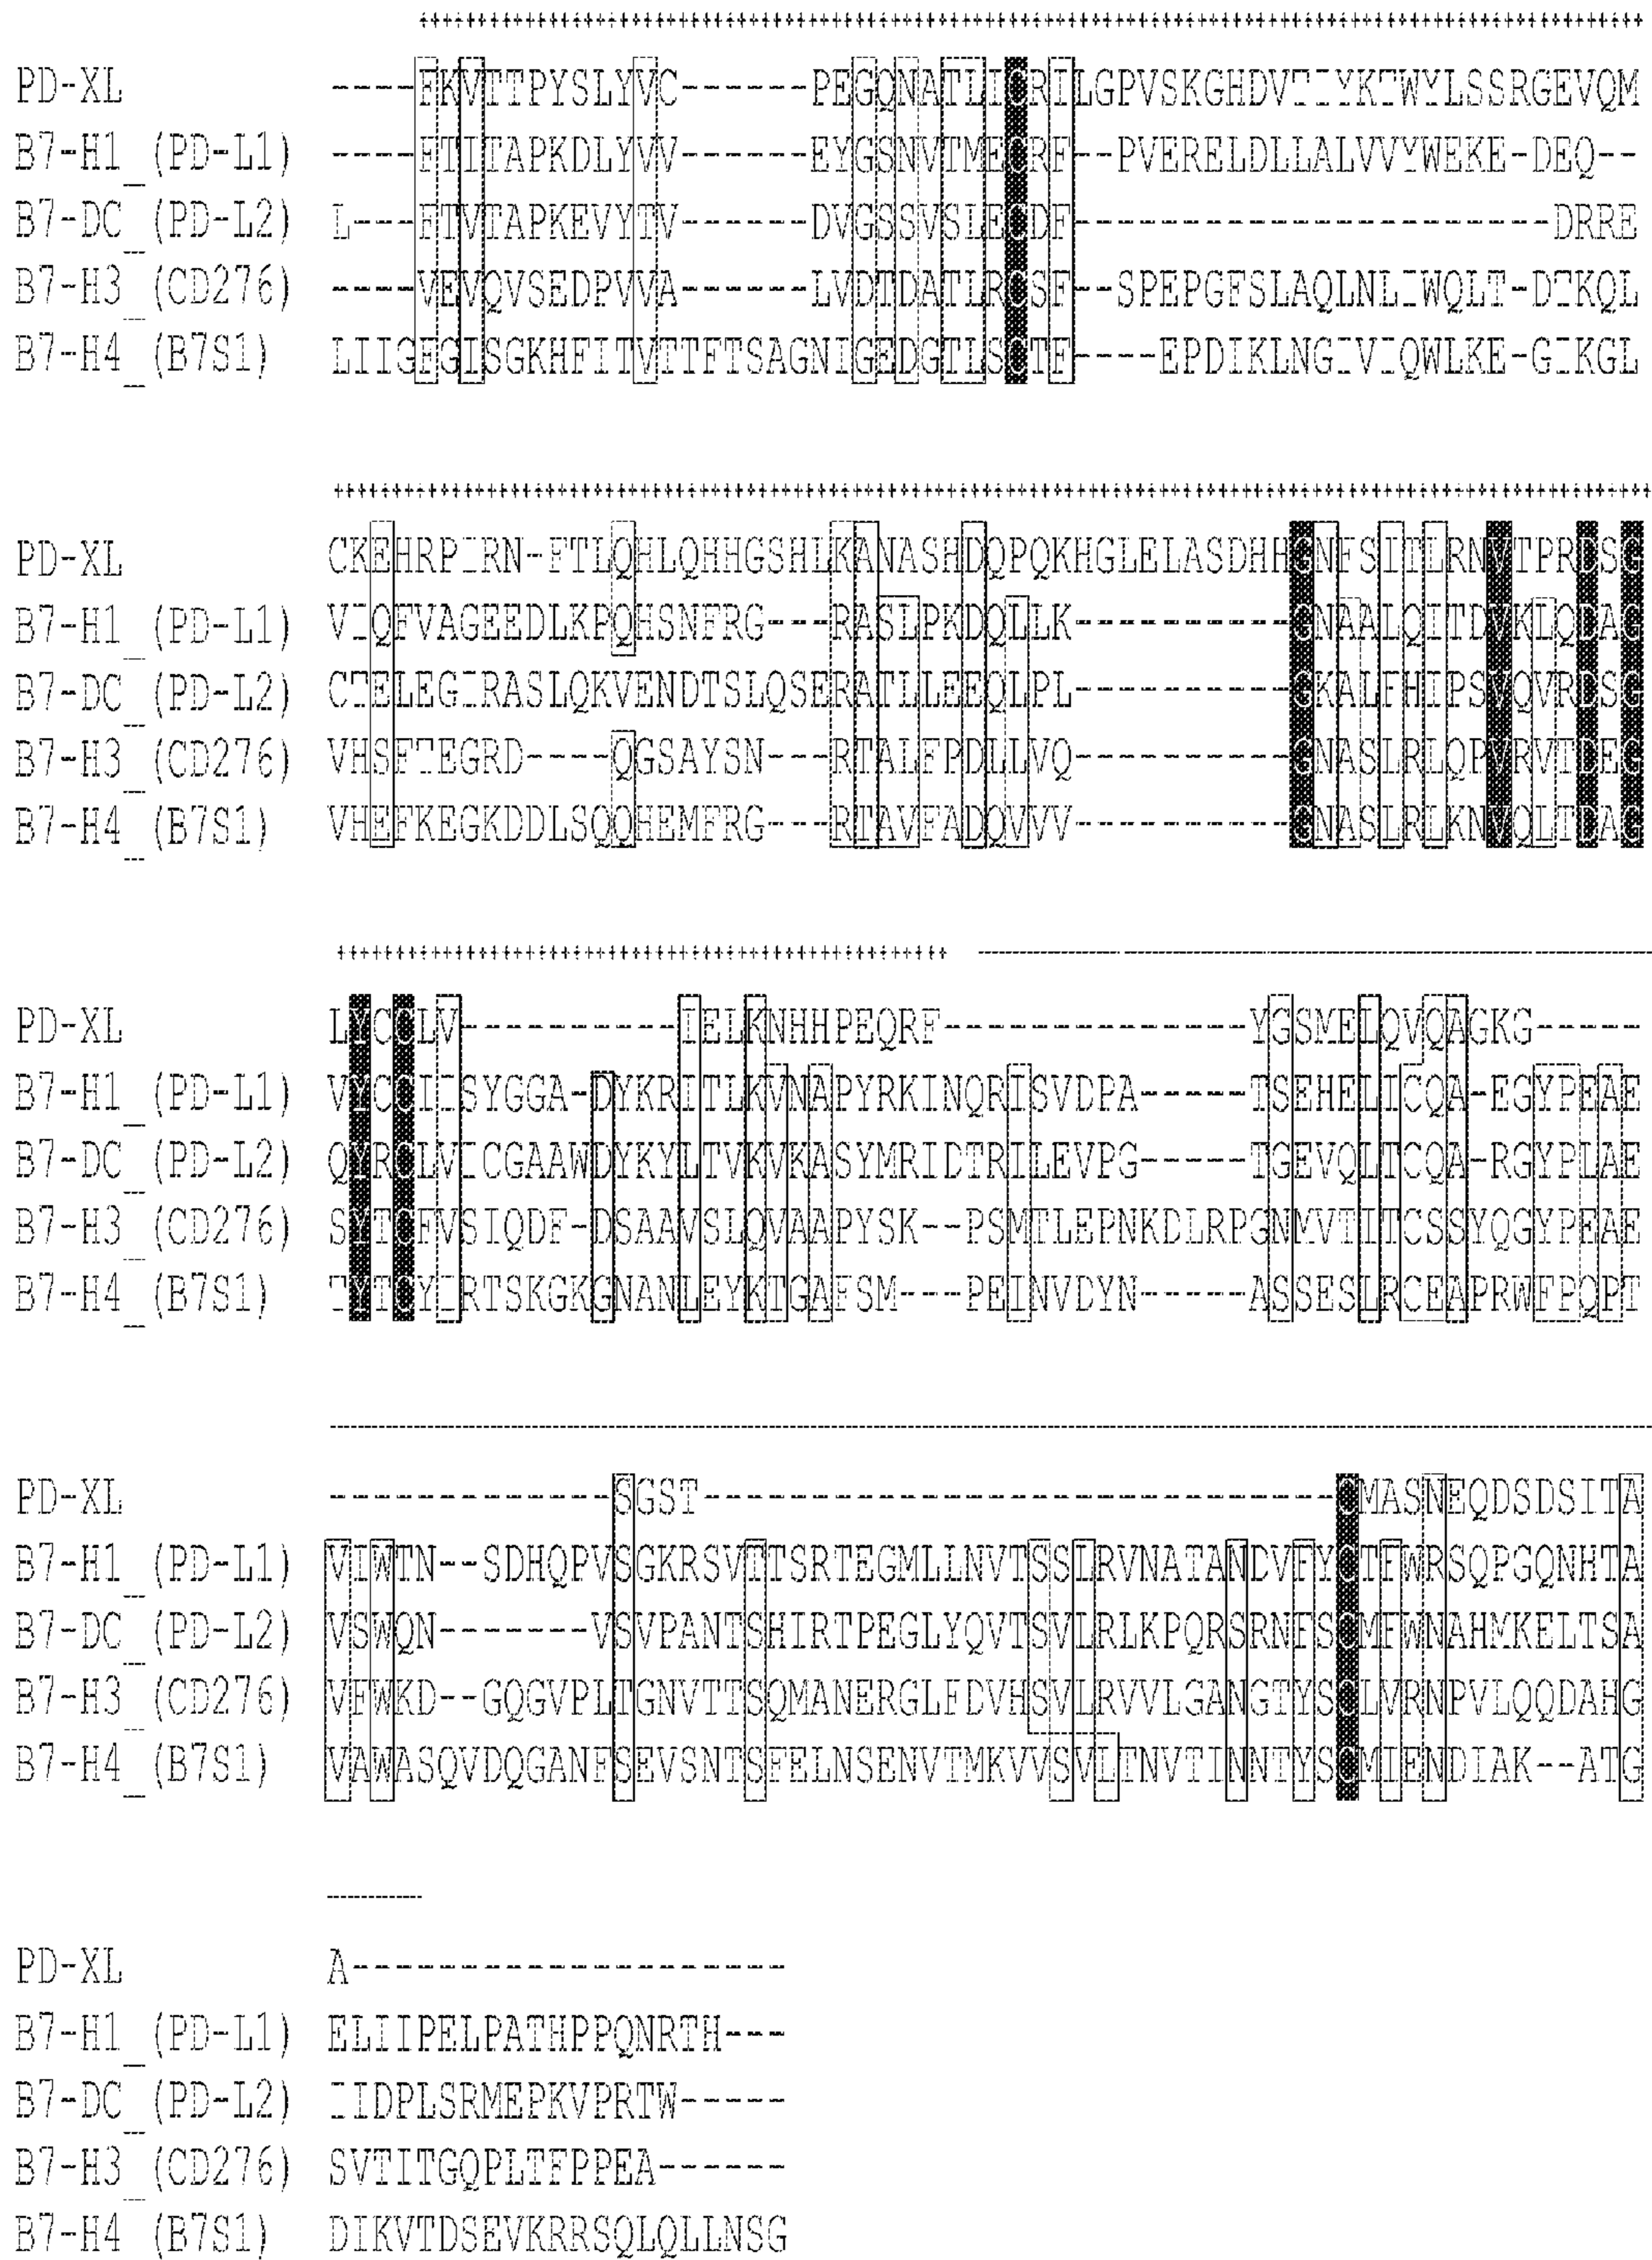 PD-XL ----FKVTTPYSLYVC------PEGQNATLICRILGPVSKGHDVTIYKTWYLSSRGEVQM
B7-H1_(PD-L1) ----FTITAPKDLYVV------EYGSNVTMECRF--PVERELDLLALVVYWEKE-DEQ--
B7-DC_(PD-L2) L---FTVTAPKEVYTV------DVGSSVSLECDF----------------------DRRE
B7-H3_(CD276) ----VEVQVSEDPVVA------LVDTDATLRCSF--SPEPGFSLAQLNLIWQLT-DTKQL
B7-H4_(B7S1) LIIGFGISGKHFITVTTFTSAGNIGEDGTLSCTF----EPDIKLNGIVIQWLKE-GIKGL
PD-XL CKEHRPIRN-FTLQHLQHHGSHLKANASHDQPQKHGLELASDHHGNFSITLRNVTPRDSG
B7-H1_(PD-L1) VIQFVAGEEDLKPQHSNFRG---RASLPKDQLLK----------GNAALQITDVKLQDAG
B7-DC_(PD-L2) CTELEGIRASLQKVENDTSLQSERATLLEEQLPL----------GKALFHIPSVQVRDSG
B7-H3_(CD276) VHSFTEGRD----QGSAYSN---RTALFPDLLVQ----------GNASLRLQPVRVTDEG
B7-H4_(B7S1) VHEFKEGKDDLSQQHEMFRG---RTAVFADQVVV----------GNASLRLKNVQLTDAG
PD-XL LYCCLV----------IELKNHHPEQRF--------------YGSMELQVQAGKG-----
B7-H1_(PD-L1) VYCCIISYGGA-DYKRITLKVNAPYRKINQRISVDPA-----TSEHELICQA-EGYPEAE
B7-DC_(PD-L2) QYRCLVICGAAWDYKYLTVKVKASYMRIDTRILEVPG-----TGEVQLTCQA-RGYPLAE
B7-H3_(CD276) SYTCFVSIQDF-DSAAVSLQVAAPYSK--PSMTLEPNKDLRPGNMVTITCSSYQGYPEAE
B7-H4_(B7S1) TYTCYIRTSKGKGNANLEYKTGAFSM---PEINVDYN-----ASSESLRCEAPRWFPQPT
PD-XL -------------SGST-----------------------------CMASNEQDSDSITA
B7-H1_(PD-L1) VIWTN--SDHQPVSGKRSVTTSRTEGMLLNVTSSLRVNATANDVFYCTFWRSQPGQNHTA
B7-DC_(PD-L2) VSWQN-------VSVPANTSHIRTPEGLYQVTSVLRLKPQRSRNFSCMFWNAHMKELTSA
B7-H3_(CD276) VFWKD--GQGVPLTGNVTTSQMANERGLFDVHSVLRVVLGANGTYSCLVRNPVLQQDAHG
B7-H4_(B7S1) VAWASQVDQGANFSEVSNTSFELNSENVTMKVVSVLTNVTINNTYSCMIENDIAK--ATG
PD-XL A--------------------
B7-H1_(PD-L1) ELIIPELPATHPPQNRTH---
B7-DC_(PD-L2) IIDPLSRMEPKVPRTW-----
B7-H3_(CD276) SVTITGQPLTFPPEA------
B7-H4_(B7S1) DIKVTDSEVKRRSQLQLLNSG